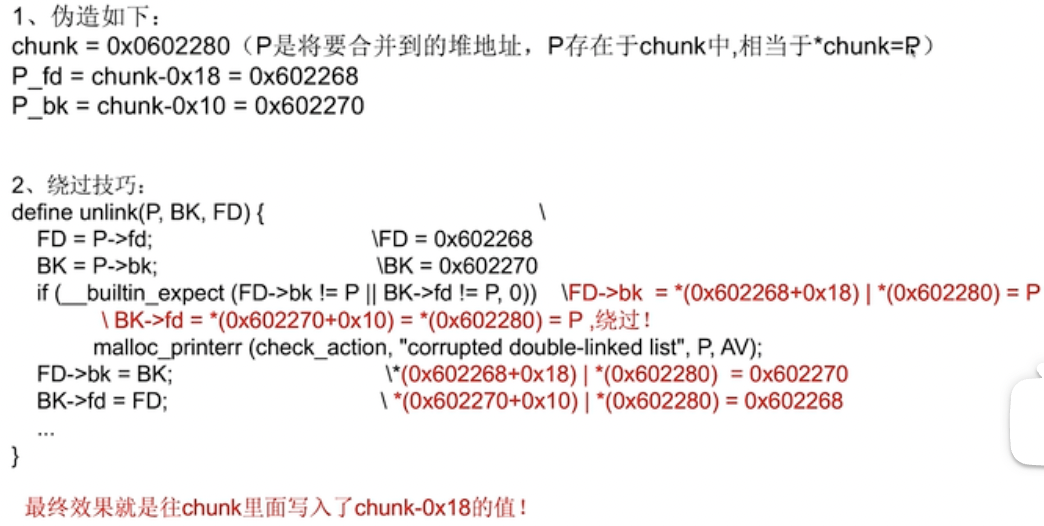 1、伪造如下：
chunk = 0x0602280（P是将要合并到的堆地址，P存在于chunk中,相当于*chunk=P）
P_fd = chunk-0x18 = 0x602268
P_bk = chunk-0x10 = 0x602270
2、绕过技巧：
define unlink(P, BK, FD) { \
FD = P->fd; \FD = 0x602268
BK = P->bk; \BK = 0x602270
if (__builtin_expect (FD->bk != P || BK->fd != P, 0)) \FD->bk = *(0x602268+0x18) | *(0x602280) = P
\ BK->fd = *(0x602270+0x10) = *(0x602280) = P ,绕过！
malloc_printerr (check_action, "corrupted double-linked list", P, AV);
FD->bk = BK; \*(0x602268+0x18) | *(0x602280) = 0x602270
BK->fd = FD; \ *(0x602270+0x10) | *(0x602280) = 0x602268
...
}
最终效果就是往chunk里面写入了chunk-0x18的值！